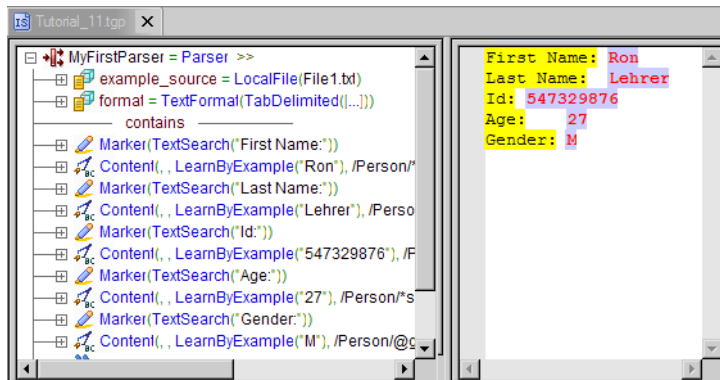 Tutorial_11.tgp
MyFirstParser = Parser >>
example_source = LocalFile(File1.txt)
format = TextFormat(TabDelimited([...]))
contains
Marker(TextSearch("First Name:"))
Content(, , LearnByExample("Ron"), /Person/*
Marker(TextSearch("Last Name:"))
Content(, , LearnByExample("Lehrer"), /Perso
Marker(TextSearch("Id:"))
Content(, , LearnByExample("547329876"), /F
Marker(TextSearch("Age:"))
Content(, , LearnByExample("27"), /Person/*s
Marker(TextSearch("Gender:"))
Content(, , LearnByExample("M"), /Person/@g
First Name: Ron
Last Name: Lehrer
Id: 547329876
Age: 27
Gender: M